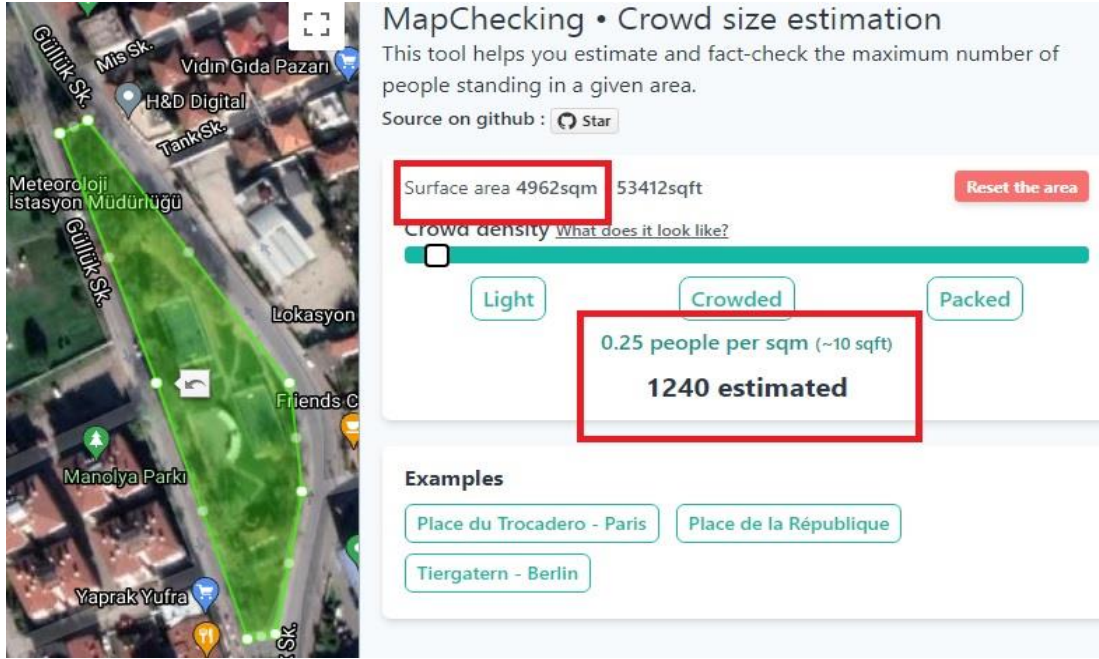 Güllük Sk.
Mis Sk.
Vidin Gıda Pazarı
H&D Digital
Tank Sk.
Meteoroloji
İstasyon Müdürlüğü
Güllük Sk.
Lokasyon
Friends C
Manolya Parkı
Yaprak Yufra
Sk.
MapChecking • Crowd size estimation
This tool helps you estimate and fact-check the maximum number of
people standing in a given area.
Source on github : Star
Surface area 4962sqm 53412sqft
Reset the area
Crowd density What does it look like?
Light Crowded Packed
0.25 people per sqm (~10 sqft)
1240 estimated
Examples
Place du Trocadero - Paris Place de la République
Tiergatern - Berlin